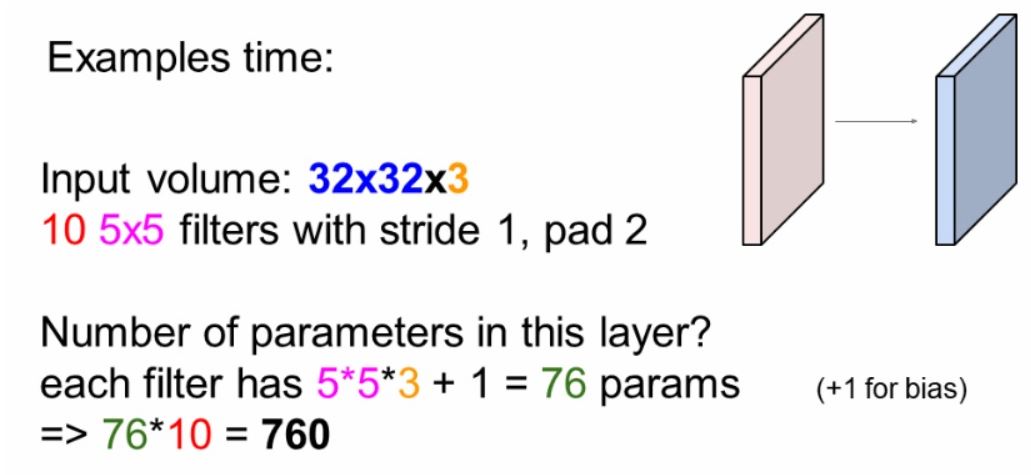 Examples time:
Input volume: 32x32x3
10 5x5 filters with stride 1, pad 2
Number of parameters in this layer?
each filter has 5*5*3 + 1 = 76 params (+1 for bias)
=> 76*10 = 760